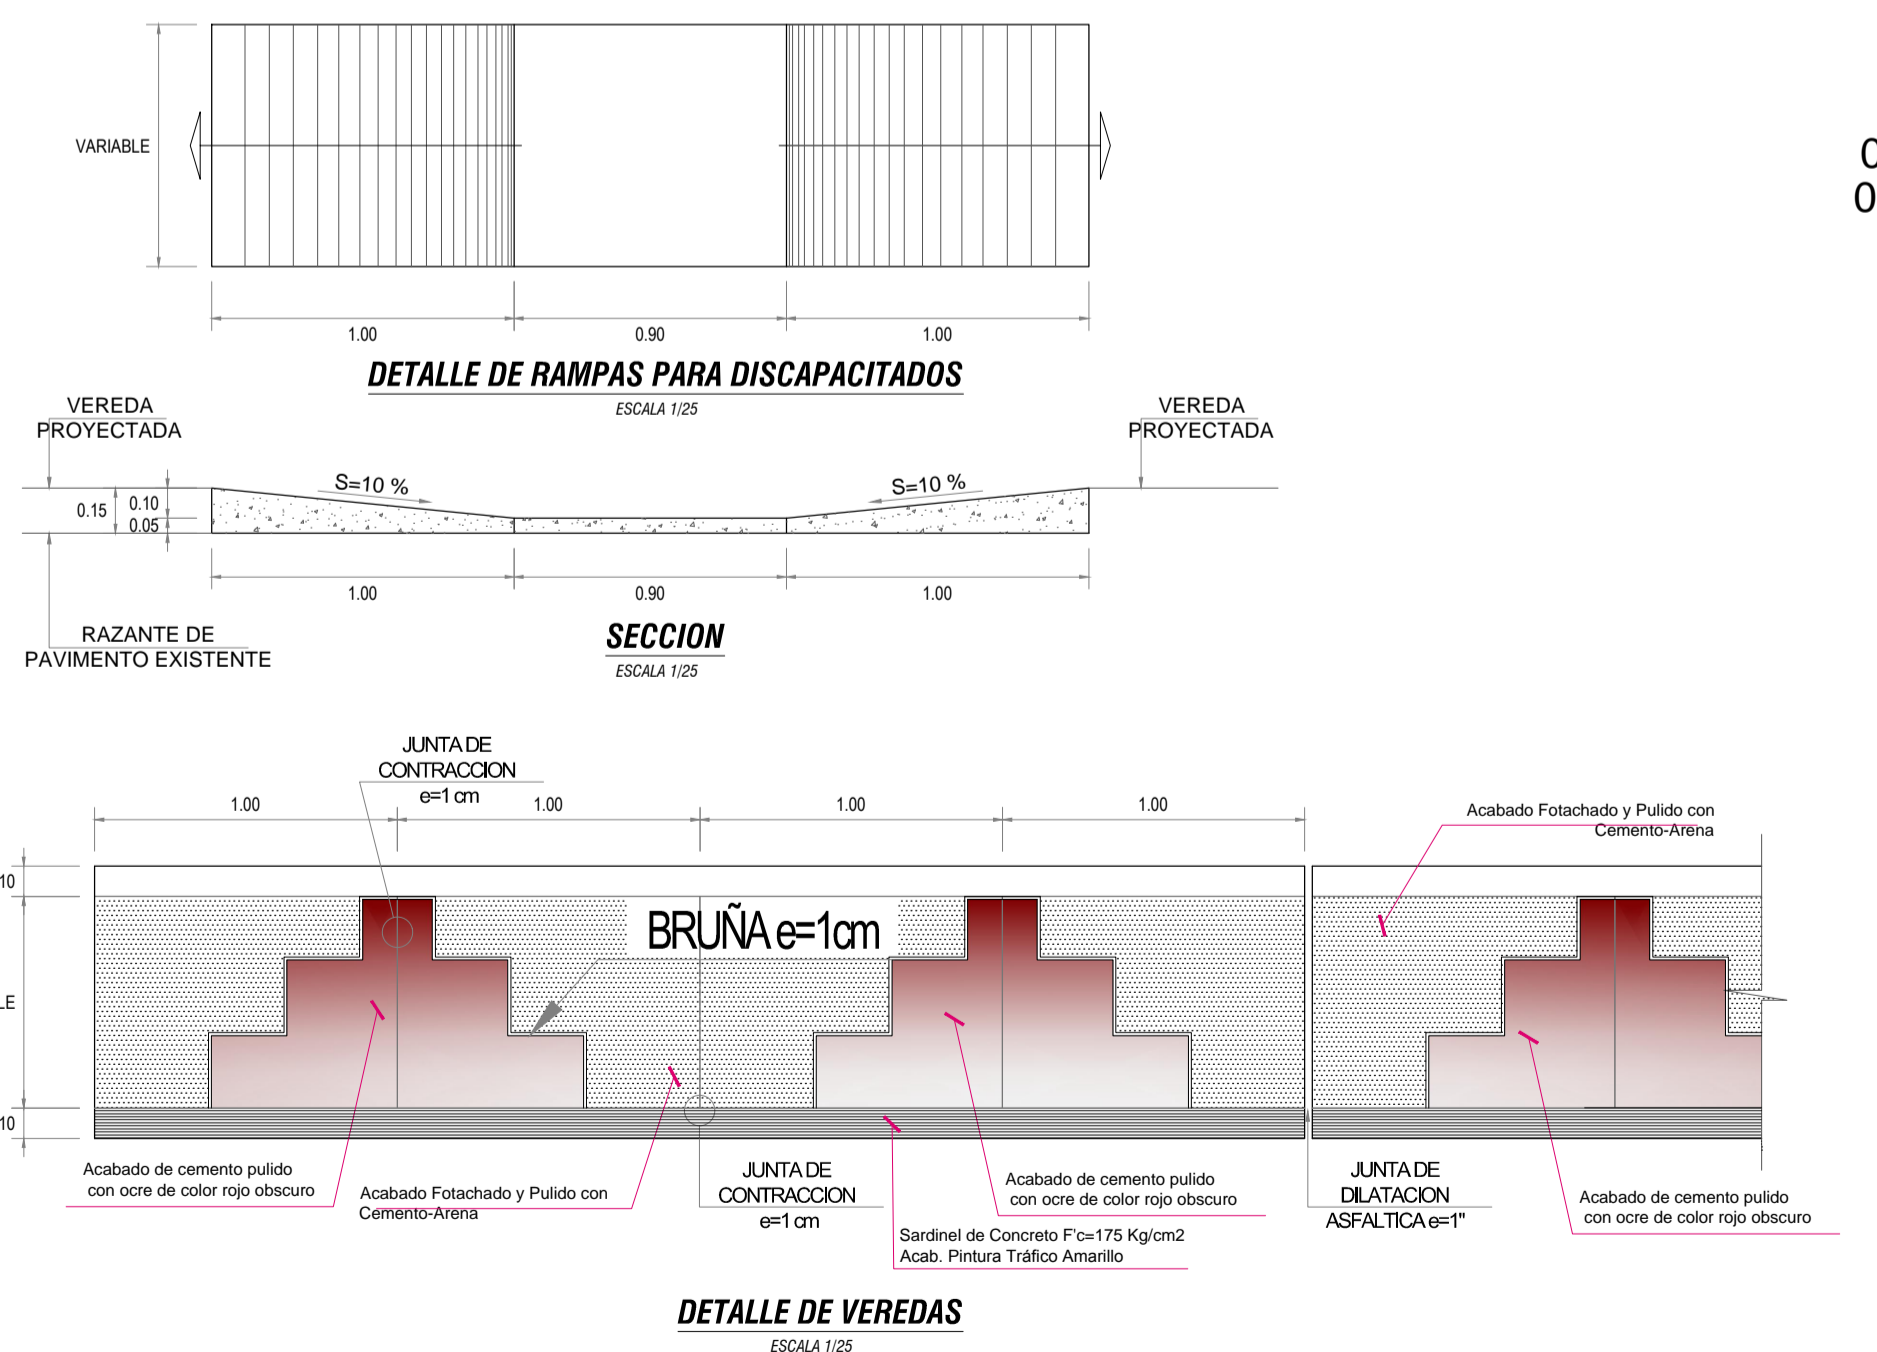 VARIABLE
1.00
0.90
1.00
DETALLE DE RAMPAS PARA DISCAPACITADOS
ESCALA 1/25
VEREDA
PROYECTADA
VEREDA
PROYECTADA
S=10 %
S=10 %
0.15
0.10
0.05
1.00
0.90
1.00
RAZANTE DE
PAVIMENTO EXISTENTE
SECCION
ESCALA 1/25
JUNTA DE
CONTRACCION
e=1 cm
1.00
1.00
1.00
1.00
Acabado Fotachado y Pulido con
Cemento-Arena
10
BRUÑA e=1cm
LE
10
Acabado de cemento pulido
con ocre de color rojo obscuro
Acabado Fotachado y Pulido con
Cemento-Arena
JUNTA DE
CONTRACCION
e=1 cm
Acabado de cemento pulido
con ocre de color rojo obscuro
Sardinel de Concreto F'c=175 Kg/cm2
Acab. Pintura Tráfico Amarillo
JUNTA DE
DILATACION
ASFALTICA e=1"
Acabado de cemento pulido
con ocre de color rojo obscuro
DETALLE DE VEREDAS
ESCALA 1/25